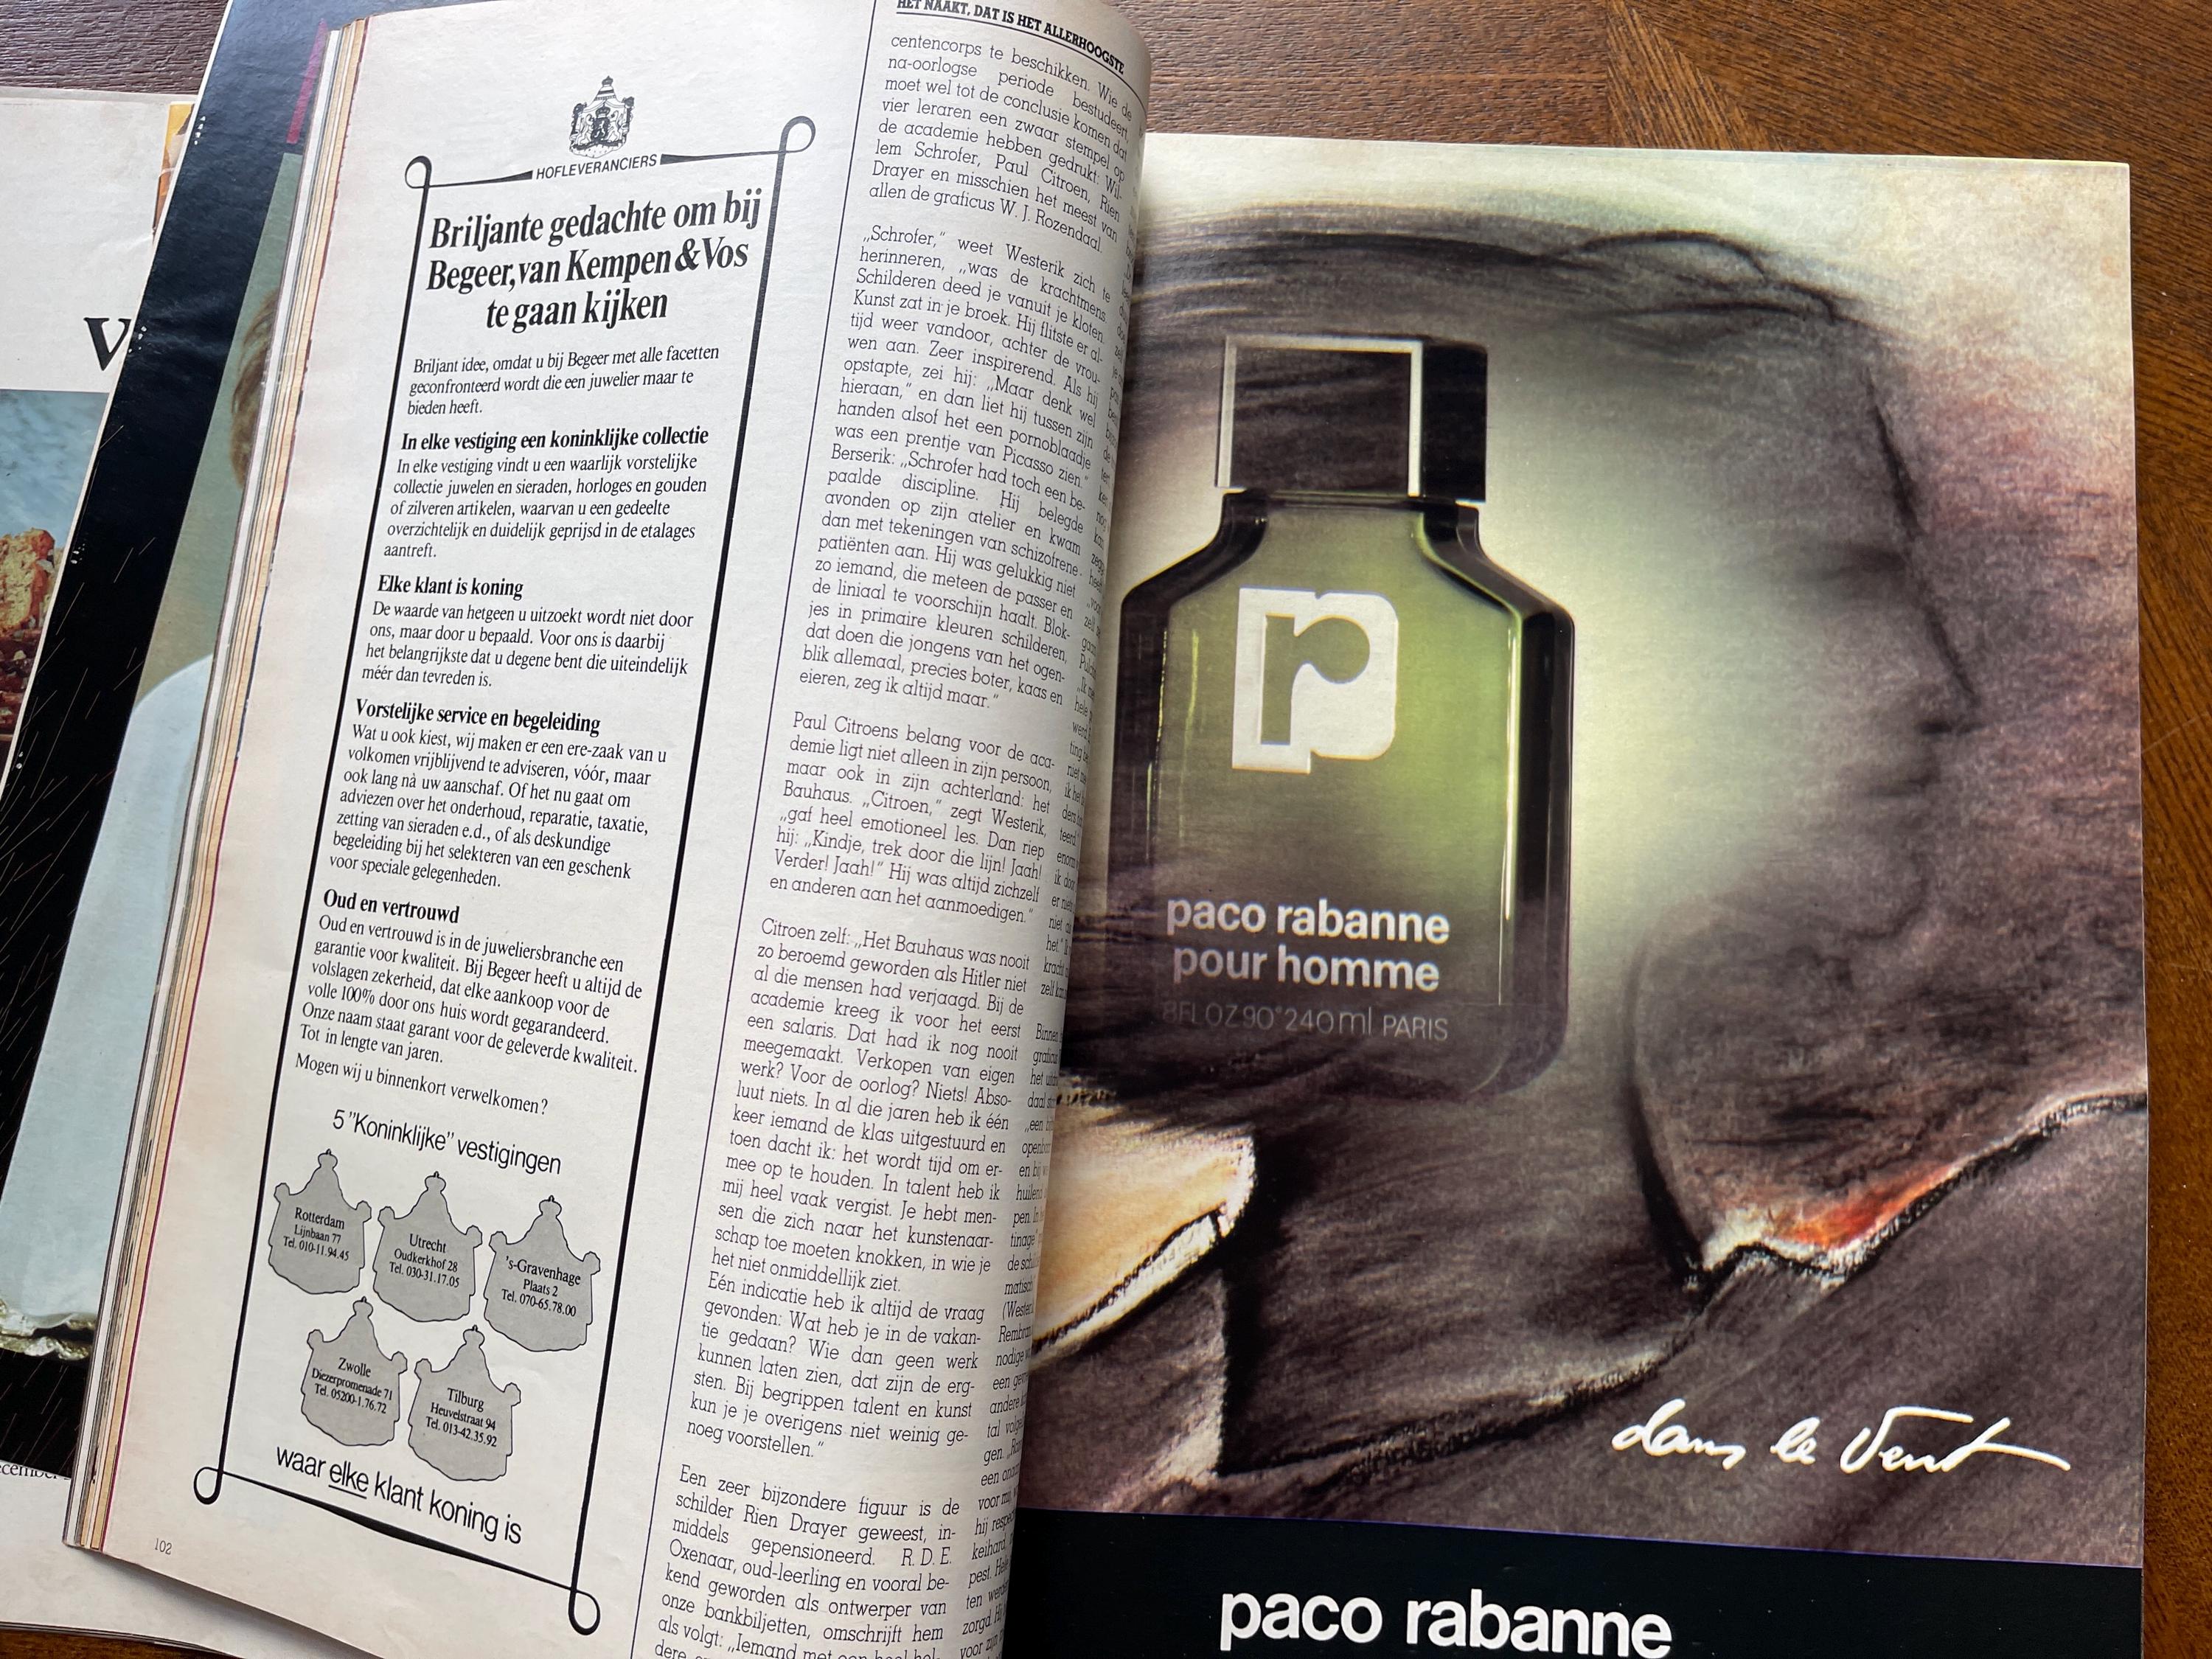 HET NAAKT, DAT IS HET ALLERHOOGSTE
HOFLEVERANCIERS
Briljante gedachte om bij
Begeer, van Kempen & Vos
te gaan kijken
Briljant idee, omdat u bij Begeer met alle facetten
geconfronteerd wordt die een juwelier maar te
bieden heeft.
In elke vestiging een koninklijke collectie
In elke vestiging vindt u een waarlijk vorstelijke
collectie juwelen en sieraden, horloges en gouden
of zilveren artikelen, waarvan u een gedeelte
overzichtelijk en duidelijk geprijsd in de etalages
aantreft.
Elke klant is koning
De waarde van hetgeen u uitzoekt wordt niet door
ons, maar door u bepaald. Voor ons is daarbij
het belangrijkste dat u degene bent die uiteindelijk
méér dan tevreden is.
Vorstelijke service en begeleiding
Wat u ook kiest, wij maken er een ere-zaak van u
volkomen vrijblijvend te adviseren, vóór, maar
ook lang nà uw aanschaf. Of het nu gaat om
adviezen over het onderhoud, reparatie, taxatie,
zetting van sieraden e.d., of als deskundige
begeleiding bij het selekteren van een geschenk
voor speciale gelegenheden.
Oud en vertrouwd
Oud en vertrouwd is in de juweliersbranche een
garantie voor kwaliteit. Bij Begeer heeft u altijd de
volslagen zekerheid, dat elke aankoop voor de
volle 100% door ons huis wordt gegarandeerd.
Onze naam staat garant voor de geleverde kwaliteit.
Tot in lengte van jaren.
Mogen wij u binnenkort verwelkomen?
5 "Koninklijke" vestigingen
Rotterdam
Lijnbaan 77
Tel. 010-11.94.45
Utrecht
Oudkerkhof 28
Tel. 030-31.17.05
's-Gravenhage
Plaats 2
Tel. 070-65.78.00
Zwolle
Diezerpromenade 71
Tel. 05200-1.76.72
Tilburg
Heuvelstraat 94
Tel. 013-42.35.92
waar elke klant koning is
102
centencorps te beschikken. Wie de
na-oorlogse periode bestudeert
moet wel tot de conclusie komen dat
vier leraren een zwaar stempel op
de academie hebben gedrukt: Wil-
lem Schrofer, Paul Citroen, Rien
Drayer en misschien het meest van
allen de graficus W. J. Rozendaal.
„Schrofer,” weet Westerik zich te
herinneren, „was de krachtmens.
Schilderen deed je vanuit je kloten.
Kunst zat in je broek. Hij flitste er al-
tijd weer vandoor, achter de vrou-
wen aan. Zeer inspirerend. Als hij
opstapte, zei hij: „Maar denk wel
hieraan,” en dan liet hij tussen zijn
handen alsof het een pornoblaadje
was een prentje van Picasso zien.”
Berserik: „Schrofer had toch een be-
paalde discipline. Hij belegde
avonden op zijn atelier en kwam
dan met tekeningen van schizofrene
patiënten aan. Hij was gelukkig niet
zo iemand, die meteen de passer en
de liniaal te voorschijn haalt. Blok-
jes in primaire kleuren schilderen,
dat doen die jongens van het ogen-
blik allemaal, precies boter, kaas en
eieren, zeg ik altijd maar.”
Paul Citroens belang voor de aca-
demie ligt niet alleen in zijn persoon,
maar ook in zijn achterland: het
Bauhaus. „Citroen,” zegt Westerik,
„gaf heel emotioneel les. Dan riep
hij: „Kindje, trek door die lijn! Jaah!
Verder! Jaah!” Hij was altijd zichzelf
en anderen aan het aanmoedigen.”
Citroen zelf: „Het Bauhaus was nooit
zo beroemd geworden als Hitler niet
al die mensen had verjaagd. Bij de
academie kreeg ik voor het eerst
een salaris. Dat had ik nog nooit
meegemaakt. Verkopen van eigen
werk? Voor de oorlog? Niets! Abso-
luut niets. In al die jaren heb ik één
keer iemand de klas uitgestuurd en
toen dacht ik: het wordt tijd om er-
mee op te houden. In talent heb ik
mij heel vaak vergist. Je hebt men-
sen die zich naar het kunstenaar-
schap toe moeten knokken, in wie je
het niet onmiddellijk ziet.
Eén indicatie heb ik altijd de vraag
gevonden: Wat heb je in de vakan-
tie gedaan? Wie dan geen werk
kunnen laten zien, dat zijn de erg-
sten. Bij begrippen talent en kunst
kun je je overigens niet weinig ge-
noeg voorstellen.”
Een zeer bijzondere figuur is de
schilder Rien Drayer geweest, in-
middels gepensioneerd. R. D. E.
Oxenaar, oud-leerling en vooral be-
kend geworden als ontwerper van
onze bankbiljetten, omschrijft hem
als volgt: „Iemand met een heel hel-
paco rabanne
pour homme
8 FL OZ 90° 240 ml PARIS
dans le Vent
paco rabanne